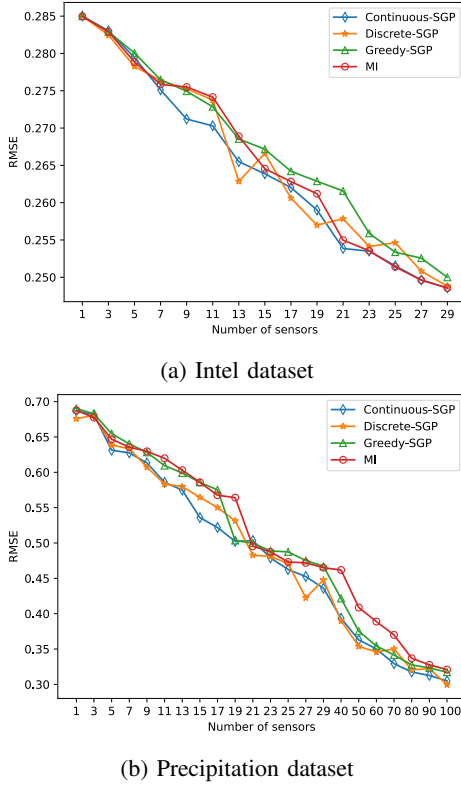 0.285
0.280
0.275
0.270
0.265
0.260
0.255
0.250
RMSE
Continuous-SGP
Discrete-SGP
Greedy-SGP
MI
1 3 5 7 9 11 13 15 17 19 21 23 25 27 29
Number of sensors
(a) Intel dataset
0.70
0.65
0.60
0.55
0.50
0.45
0.40
0.35
0.30
RMSE
Continuous-SGP
Discrete-SGP
Greedy-SGP
MI
1 3 5 7 9 11 13 15 17 19 21 23 25 27 29 40 50 60 70 80 90 100
Number of sensors
(b) Precipitation dataset